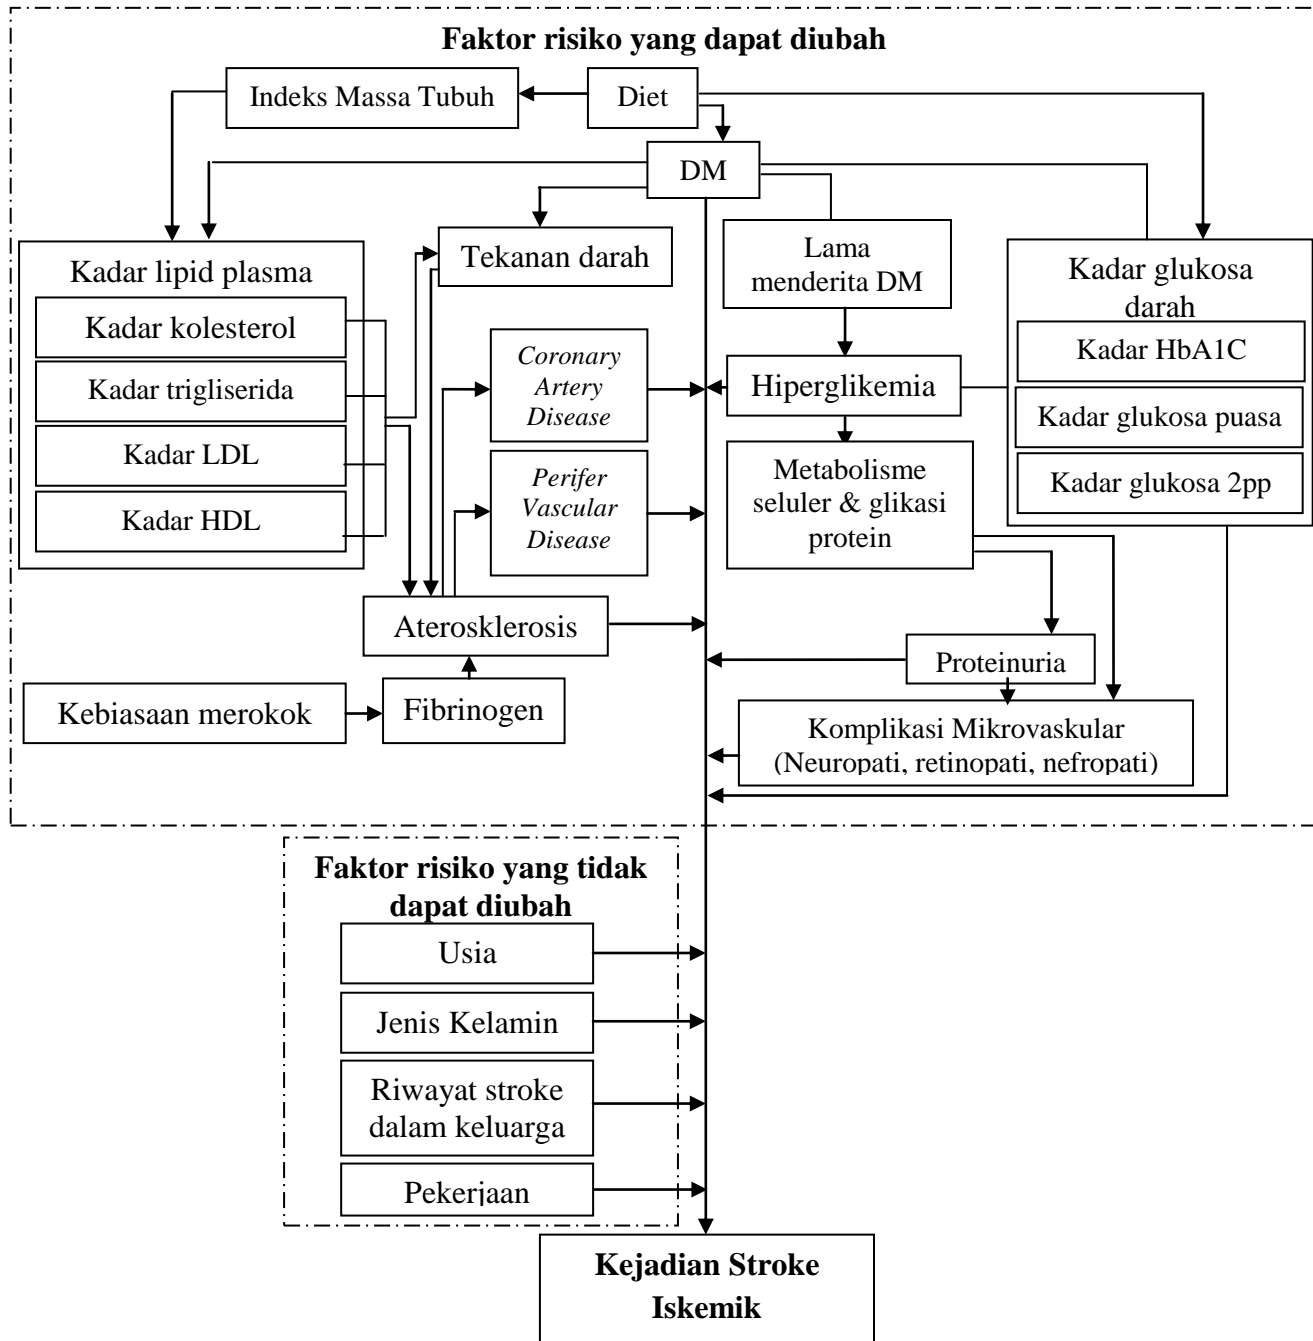 Faktor risiko yang dapat diubah
Indeks Massa Tubuh
Diet
DM
Kadar lipid plasma
Kadar kolesterol
Kadar trigliserida
Kadar LDL
Kadar HDL
Tekanan darah
Lama
menderita DM
Kadar glukosa
darah
Kadar HbA1C
Kadar glukosa puasa
Kadar glukosa 2pp
Coronary
Artery
Disease
Hiperglikemia
Perifer
Vascular
Disease
Metabolisme
seluler & glikasi
protein
Aterosklerosis
Proteinuria
Kebiasaan merokok
Fibrinogen
Komplikasi Mikrovaskular
(Neuropati, retinopati, nefropati)
Faktor risiko yang tidak
dapat diubah
Usia
Jenis Kelamin
Riwayat stroke
dalam keluarga
Pekerjaan
Kejadian Stroke
Iskemik